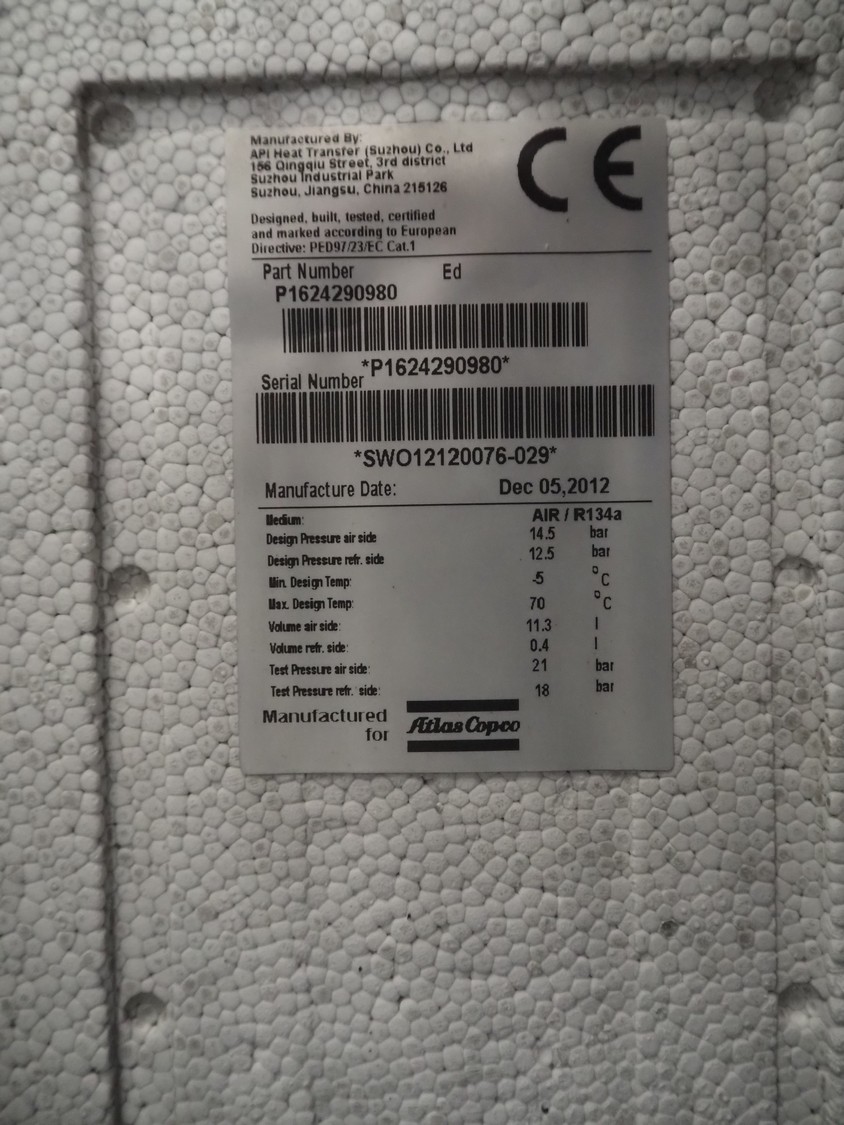 Manufactured By:
API Heat Transfer (Suzhou) Co., Ltd
156 Qingqiu Street, 3rd district
Suzhou Industrial Park
Suzhou, Jiangsu, China 215126
CE
Designed, built, tested, certified
and marked according to European
Directive: PED97/23/EC Cat.1
Part Number Ed
P1624290980
*P1624290980*
Serial Number
*SWO12120076-029*
Manufacture Date: Dec 05,2012
Medium: AIR / R134a
Design Pressure air side 14.5 bar
Design Pressure refr. side 12.5 bar
Min. Design Temp: -5 °C
Max. Design Temp: 70 °C
Volume air side: 11.3 l
Volume refr. side: 0.4 l
Test Pressure air side: 21 bar
Test Pressure refr. side: 18 bar
Manufactured
for
Atlas Copco